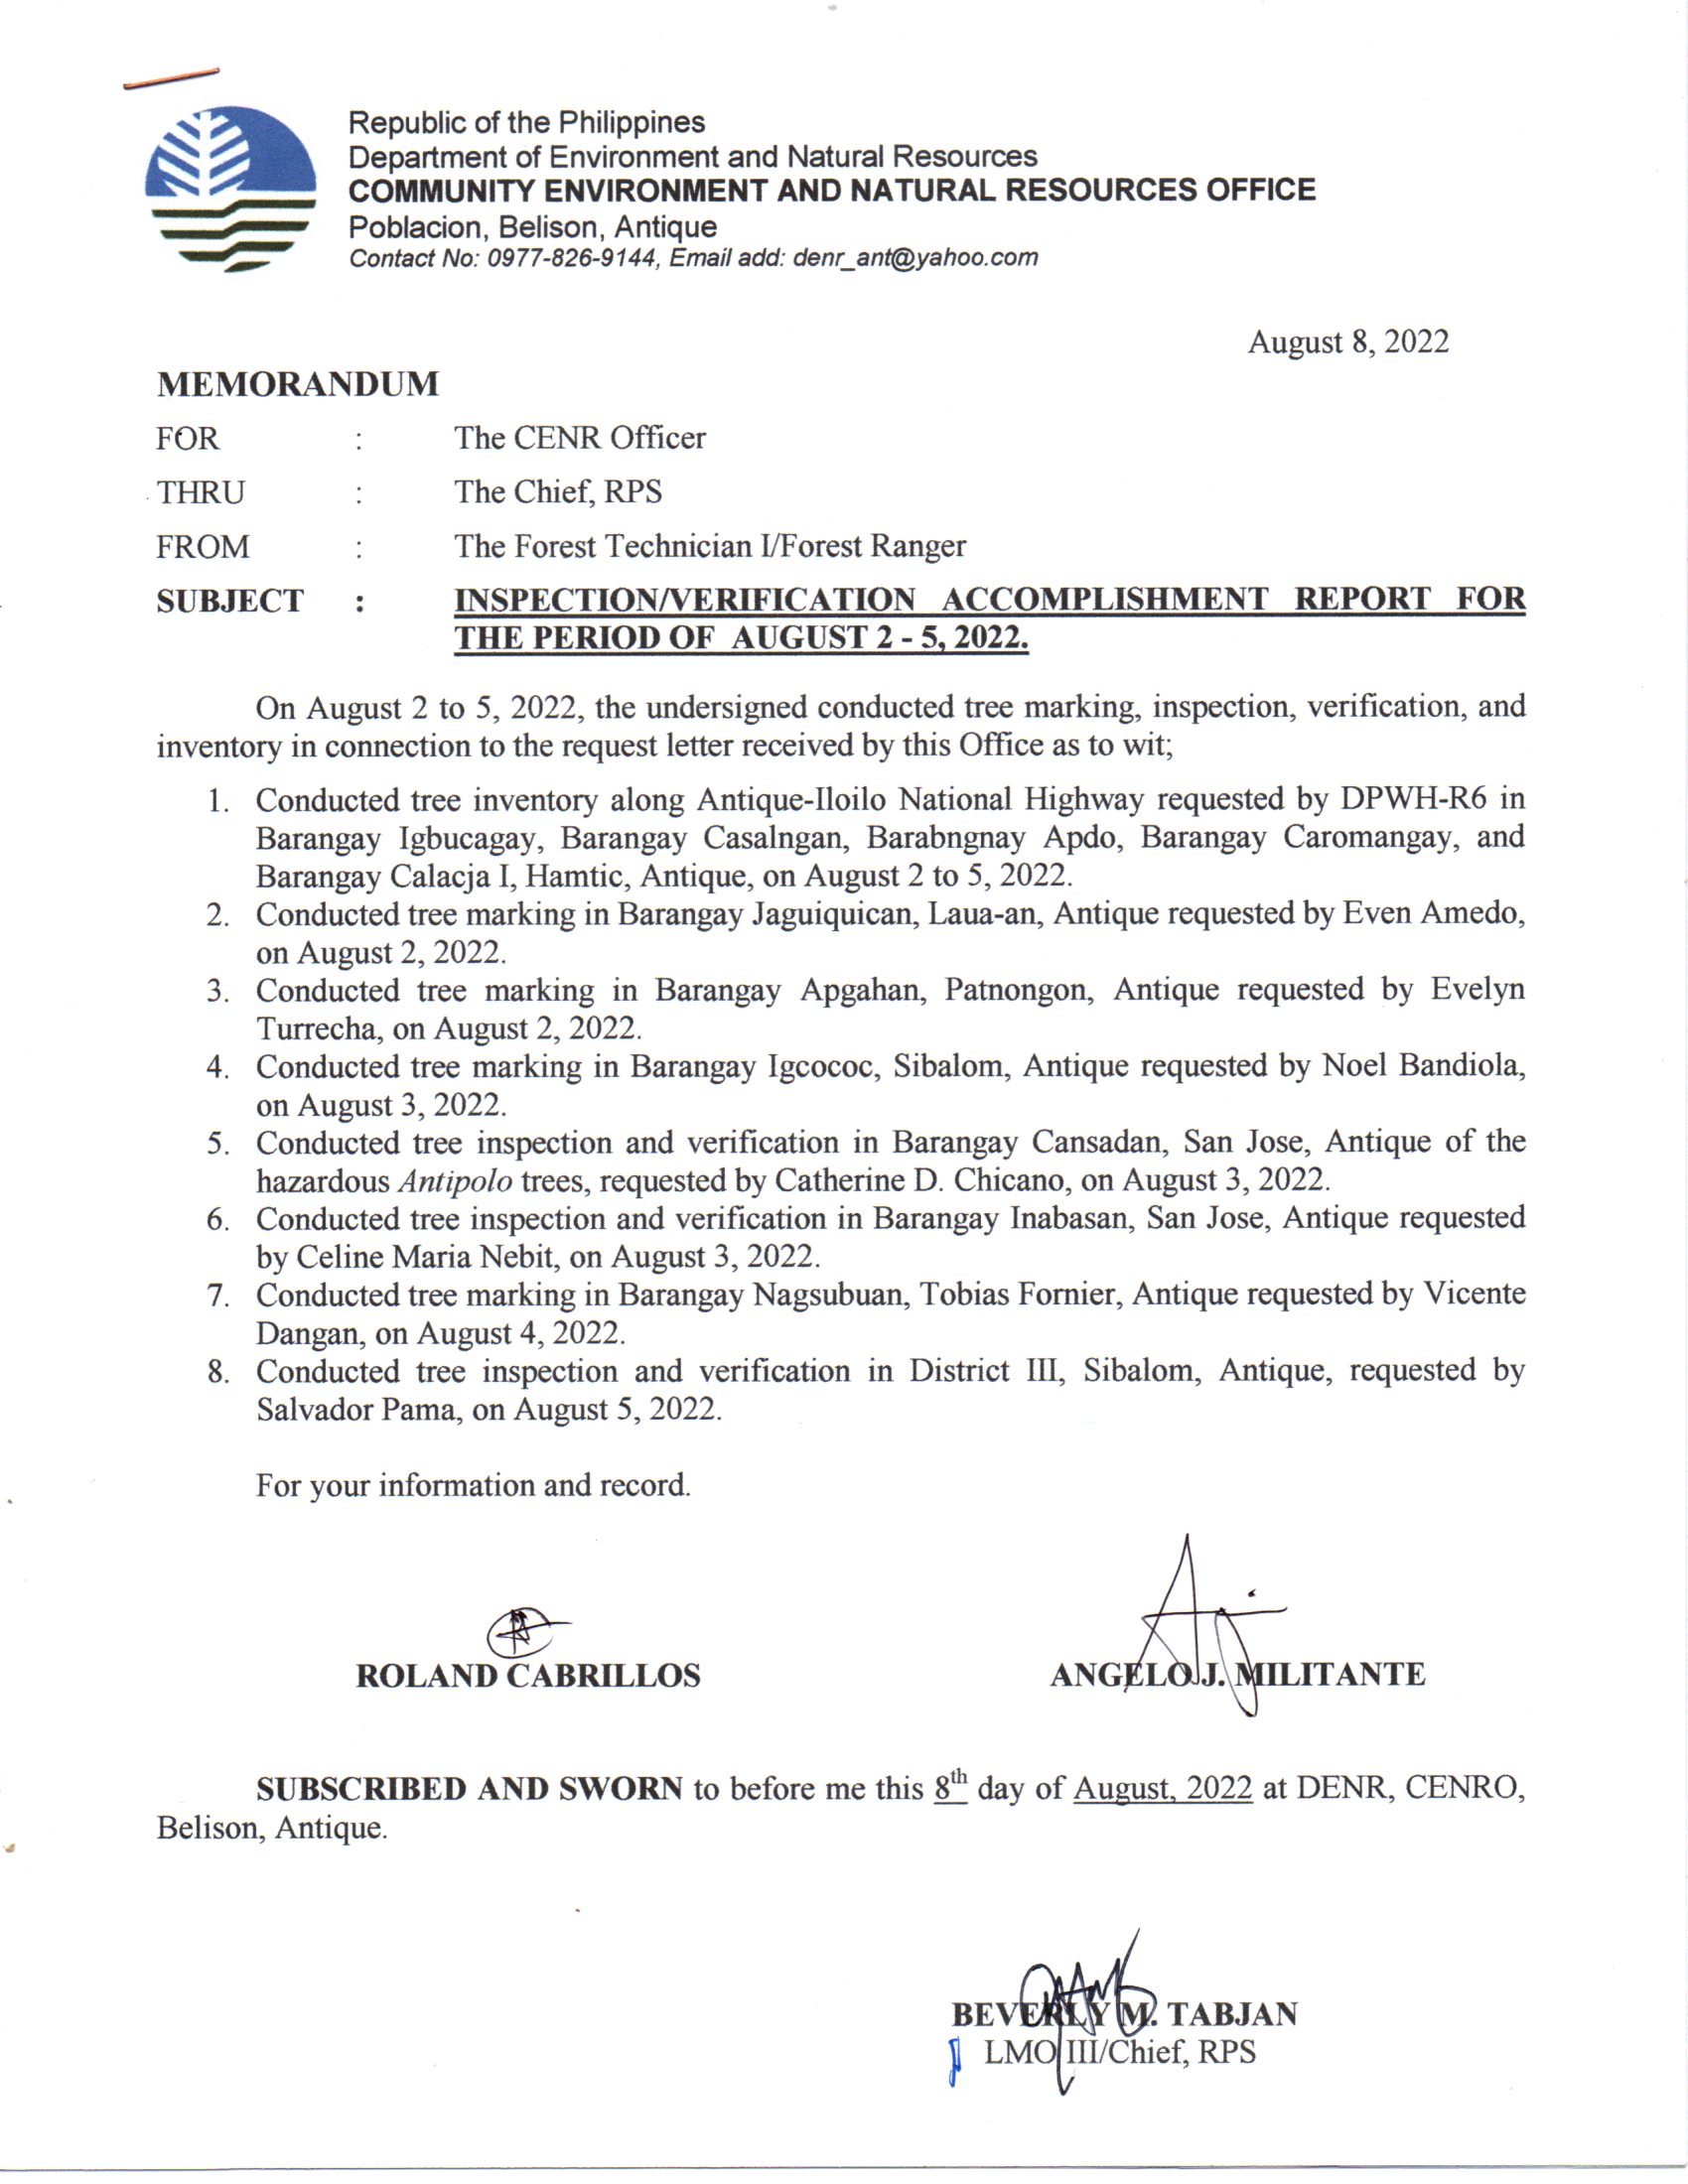 Republic of the Philippines
Department of Environment and Natural Resources
COMMUNITY ENVIRONMENT AND NATURAL RESOURCES OFFICE
Poblacion, Belison, Antique
Contact No: 0977-826-9144, Email add: denr_ant@yahoo.com
August 8, 2022
MEMORANDUM
FOR : The CENR Officer
THRU : The Chief, RPS
FROM : The Forest Technician I/Forest Ranger
SUBJECT : INSPECTION/VERIFICATION ACCOMPLISHMENT REPORT FOR
THE PERIOD OF AUGUST 2 - 5, 2022.
On August 2 to 5, 2022, the undersigned conducted tree marking, inspection, verification, and
inventory in connection to the request letter received by this Office as to wit;
1. Conducted tree inventory along Antique-Iloilo National Highway requested by DPWH-R6 in
Barangay Igbucagay, Barangay Casalngan, Barabngnay Apdo, Barangay Caromangay, and
Barangay Calacja I, Hamtic, Antique, on August 2 to 5, 2022.
2. Conducted tree marking in Barangay Jaguiquican, Laua-an, Antique requested by Even Amedo,
on August 2, 2022.
3. Conducted tree marking in Barangay Apgahan, Patnongon, Antique requested by Evelyn
Turrecha, on August 2, 2022.
4. Conducted tree marking in Barangay Igcococ, Sibalom, Antique requested by Noel Bandiola,
on August 3, 2022.
5. Conducted tree inspection and verification in Barangay Cansadan, San Jose, Antique of the
hazardous Antipolo trees, requested by Catherine D. Chicano, on August 3, 2022.
6. Conducted tree inspection and verification in Barangay Inabasan, San Jose, Antique requested
by Celine Maria Nebit, on August 3, 2022.
7. Conducted tree marking in Barangay Nagsubuan, Tobias Fornier, Antique requested by Vicente
Dangan, on August 4, 2022.
8. Conducted tree inspection and verification in District III, Sibalom, Antique, requested by
Salvador Pama, on August 5, 2022.
For your information and record.
ROLAND CABRILLOS ANGELO J. MILITANTE
SUBSCRIBED AND SWORN to before me this 8th day of August, 2022 at DENR, CENRO,
Belison, Antique.
BEVERLY M. TABJAN
LMO III/Chief, RPS